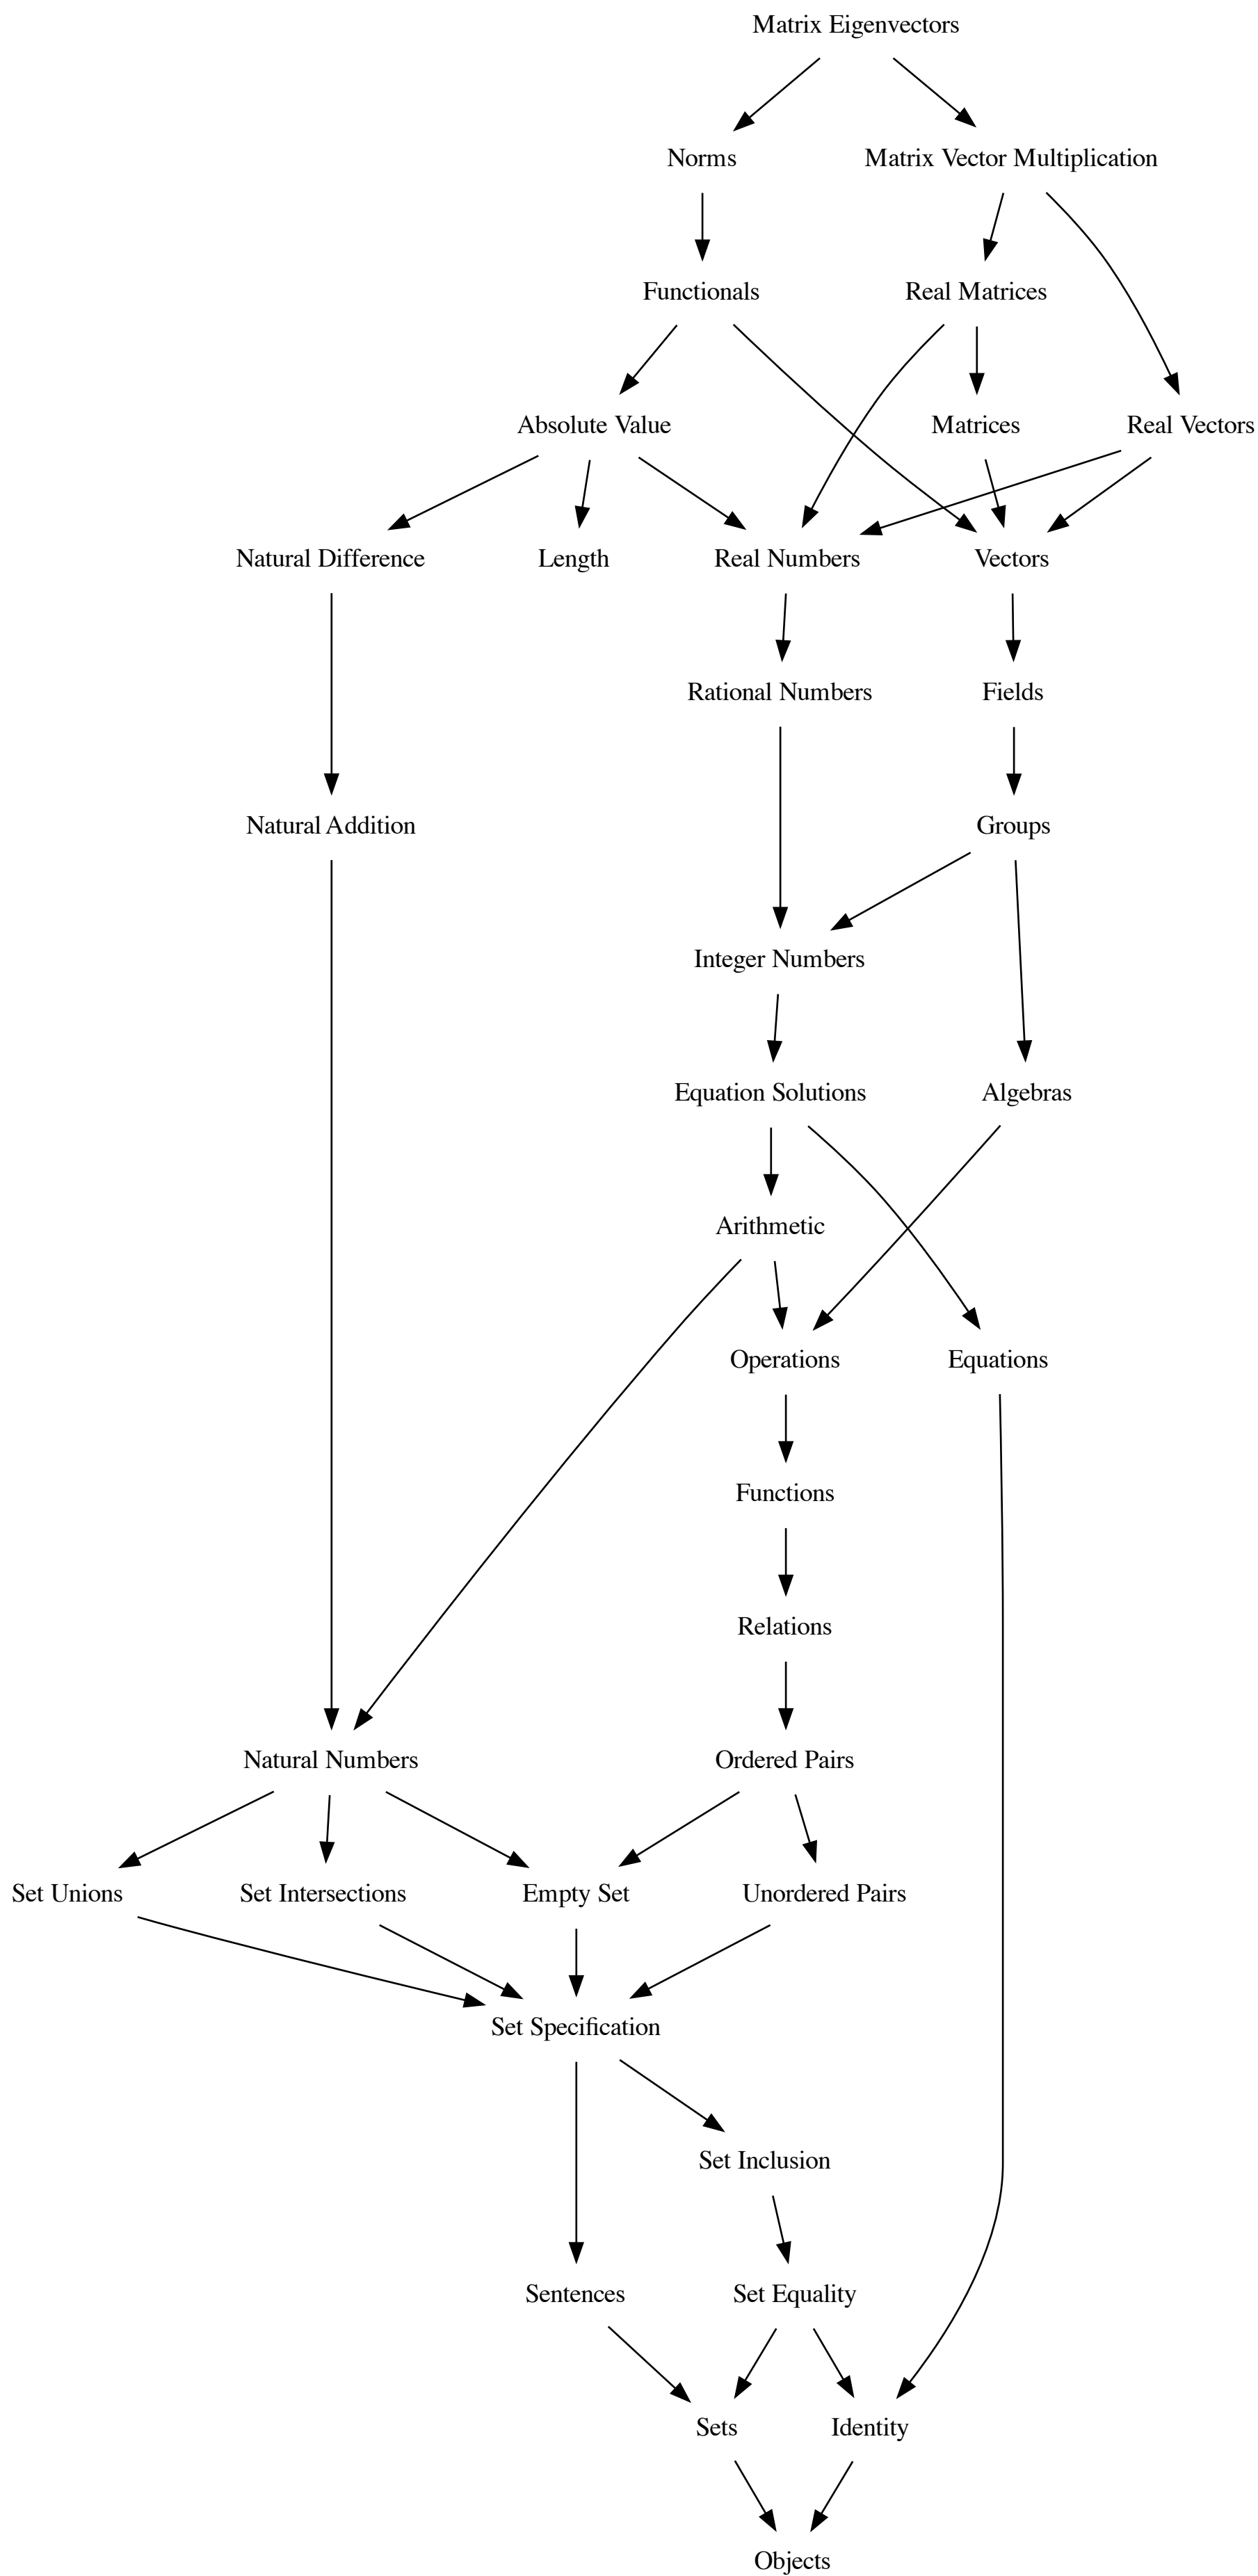 Matrix Eigenvectors
Norms
Matrix Vector Multiplication
Functionals
Real Matrices
Absolute Value
Matrices
Real Vectors
Natural Difference
Length
Real Numbers
Vectors
Rational Numbers
Fields
Natural Addition
Groups
Integer Numbers
Equation Solutions
Algebras
Arithmetic
Operations
Equations
Functions
Relations
Natural Numbers
Ordered Pairs
Set Unions
Set Intersections
Empty Set
Unordered Pairs
Set Specification
Set Inclusion
Sentences
Set Equality
Sets
Identity
Objects